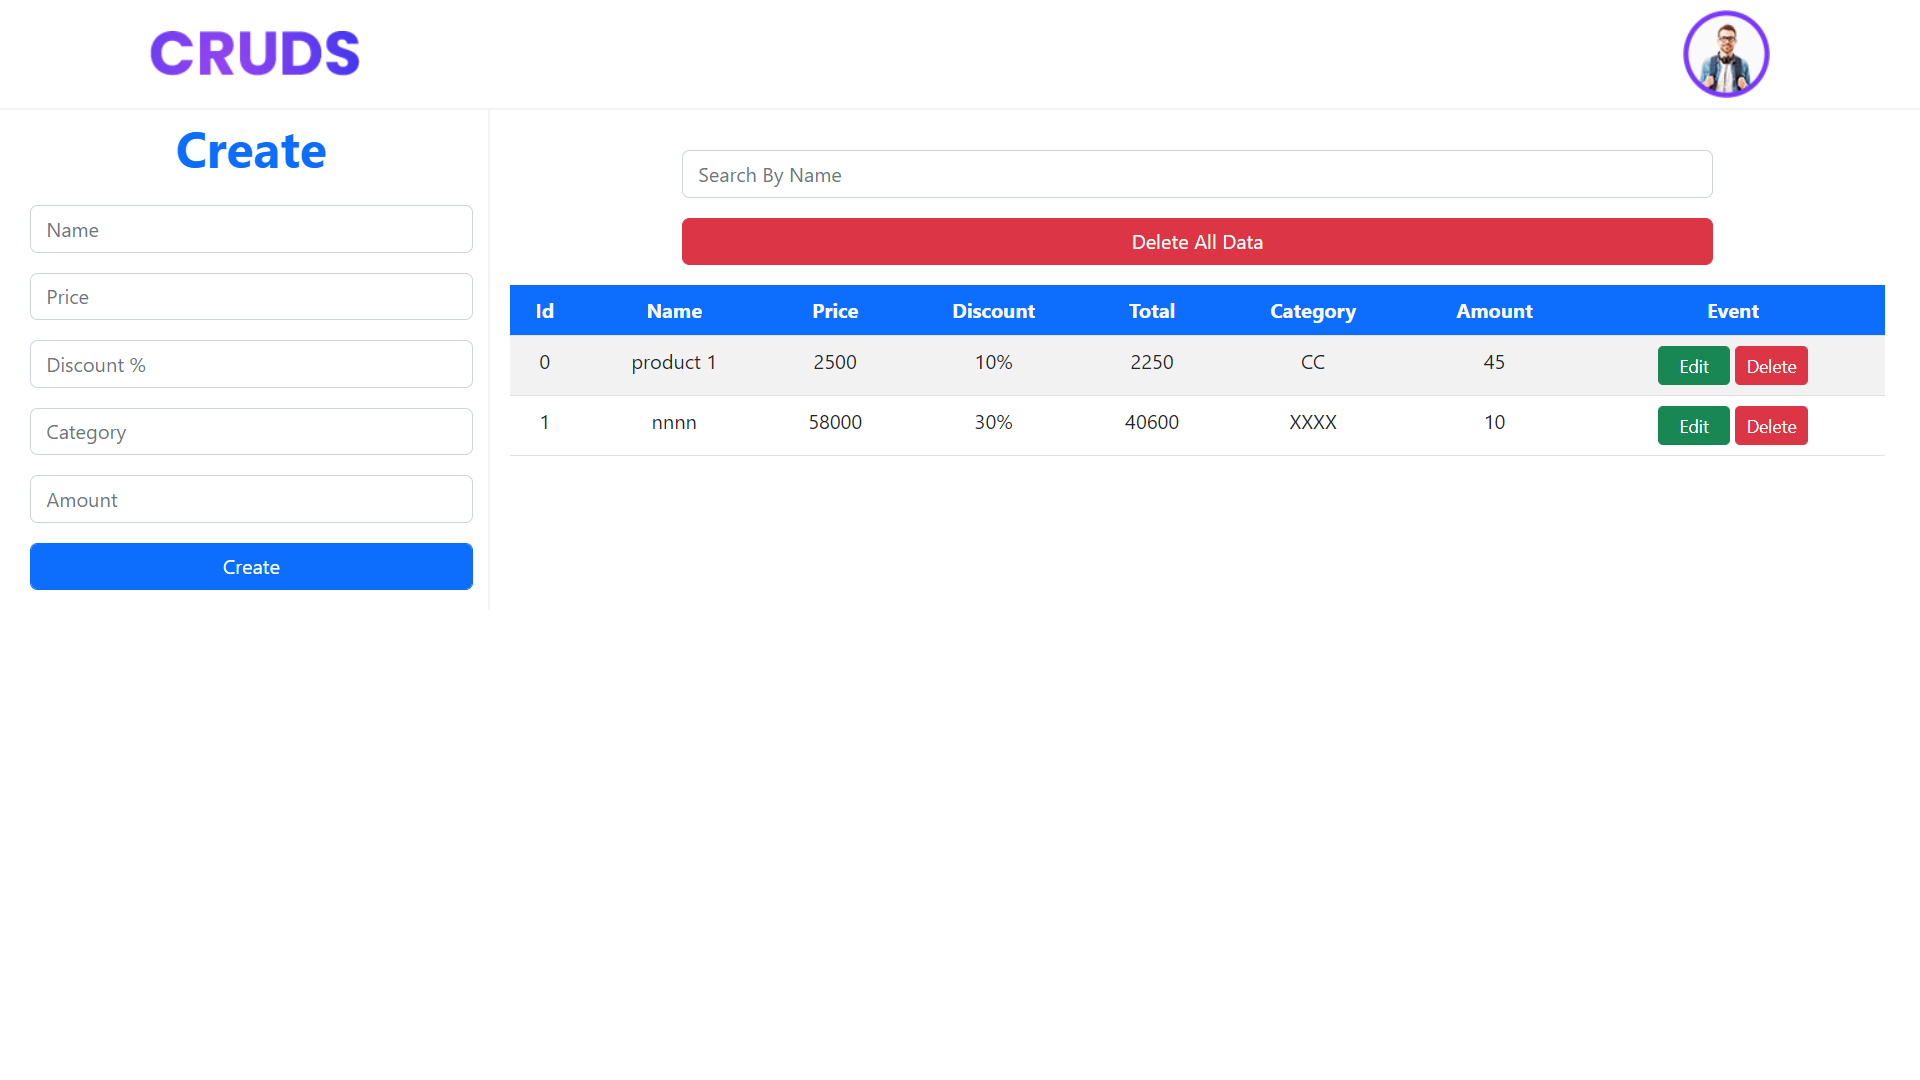 CRUDS
Create
Name
Price
Discount %
Category
Amount
Create
Search By Name
Delete All Data
Id Name Price Discount Total Category Amount Event
0 product 1 2500 10% 2250 CC 45 Edit Delete
1 nnnn 58000 30% 40600 XXXX 10 Edit Delete